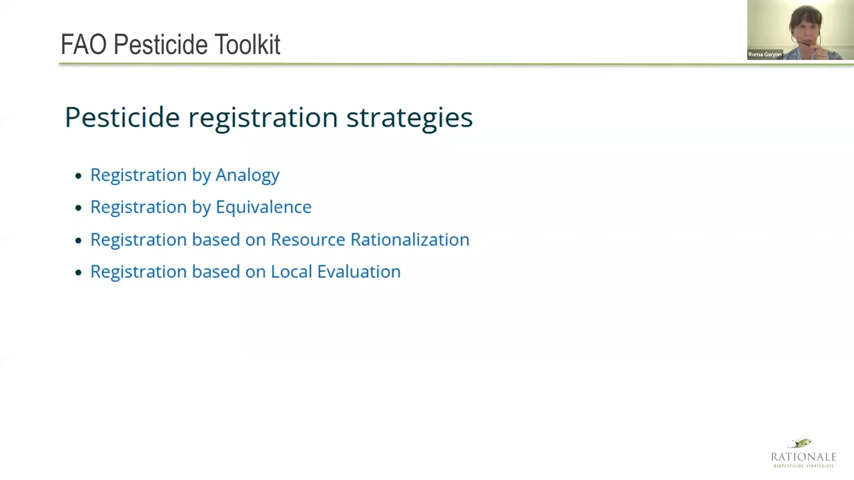 FAO Pesticide Toolkit
Roma Gwynn
Pesticide registration strategies
• Registration by Analogy
• Registration by Equivalence
• Registration based on Resource Rationalization
• Registration based on Local Evaluation
RATIONALE
BIOPESTICIDE STRATEGISTS